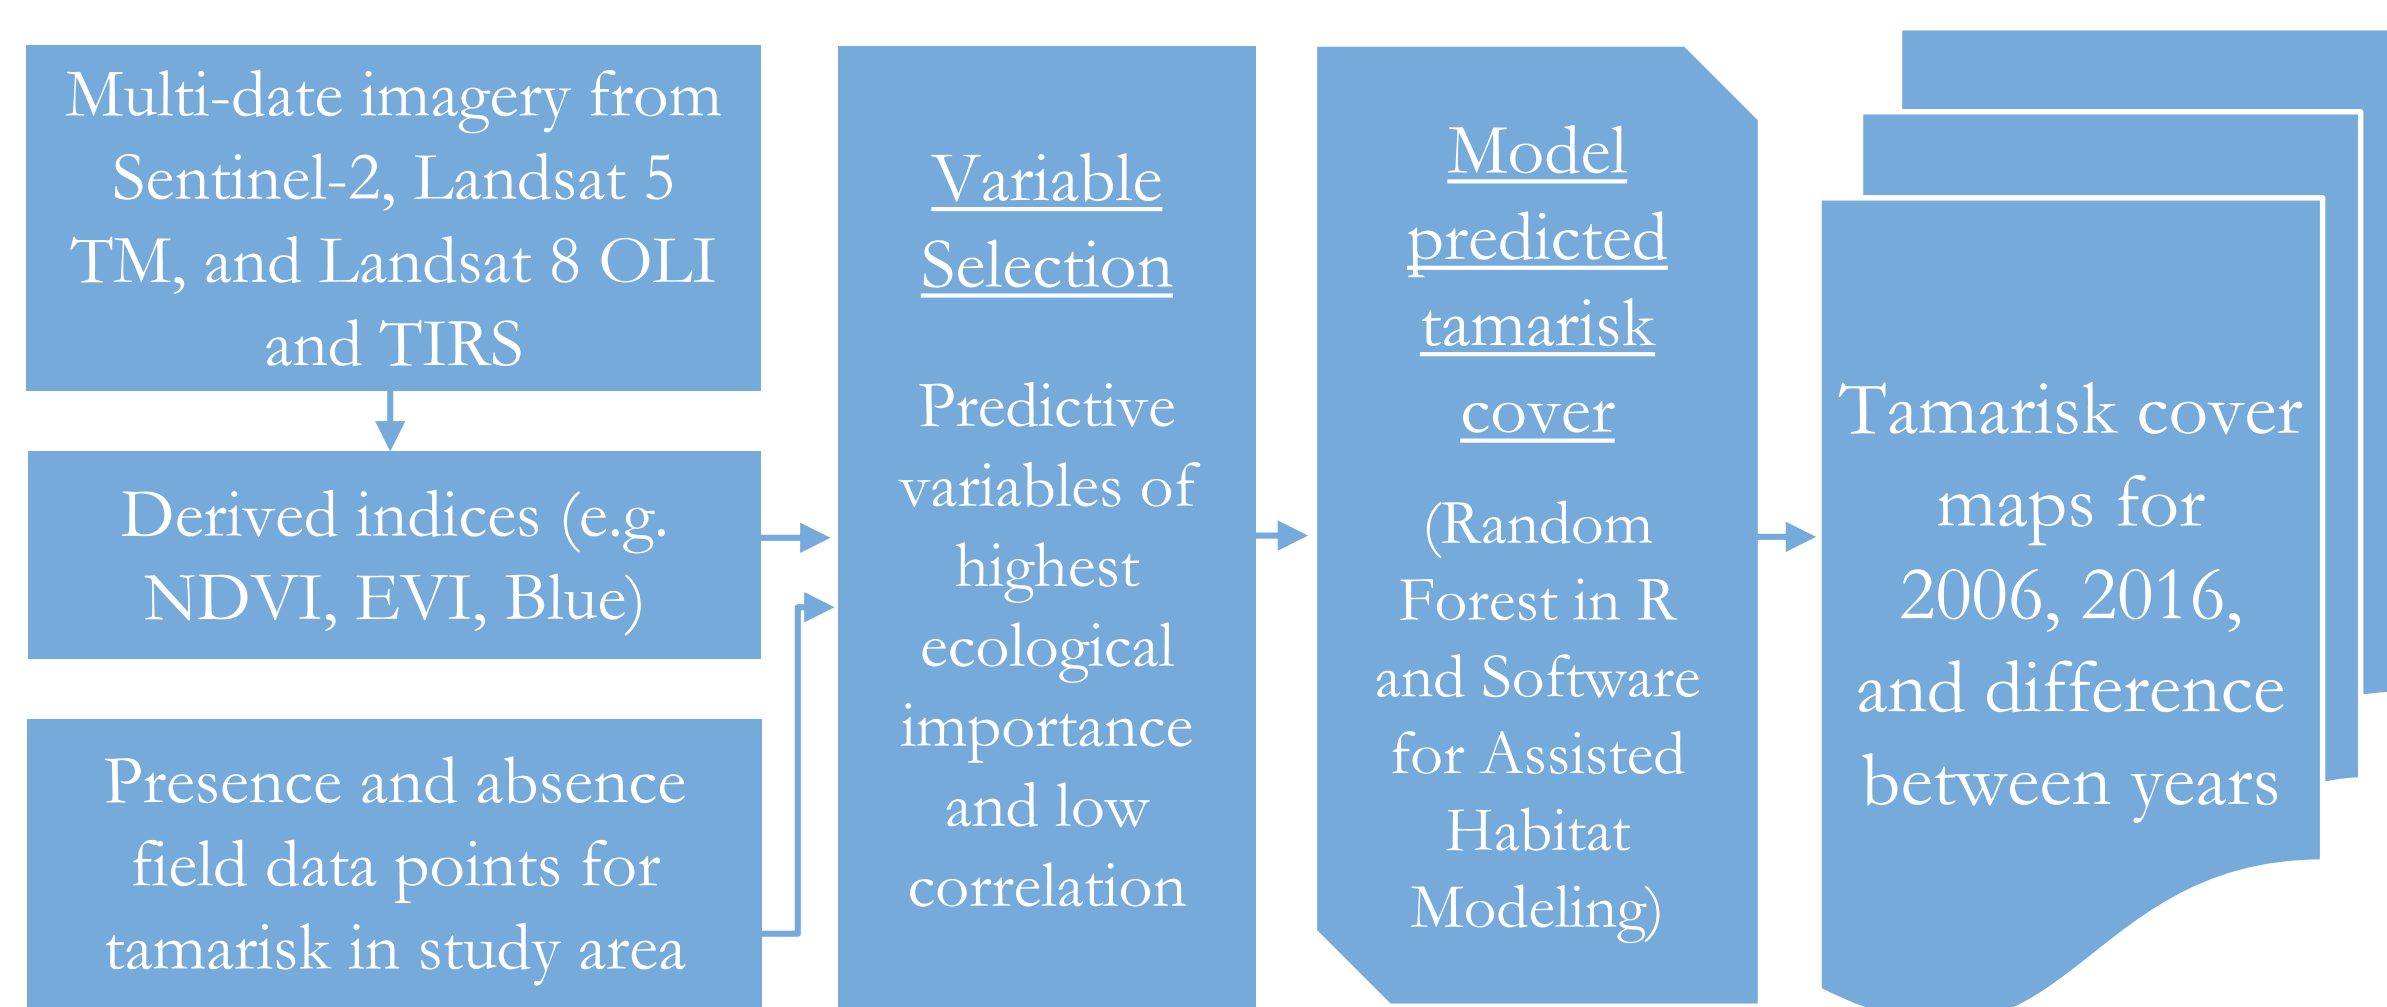 Multi-date imagery from
Sentinel-2, Landsat 5
TM, and Landsat 8 OLI
and TIRS
Derived indices (e.g.
NDVI, EVI, Blue)
Presence and absence
field data points for
tamarisk in study area
Variable
Selection
Predictive
variables of
highest
ecological
importance
and low
correlation
Model
predicted
tamarisk
cover
(Random
Forest in R
and Software
for Assisted
Habitat
Modeling)
Tamarisk cover
maps for
2006, 2016,
and difference
between years